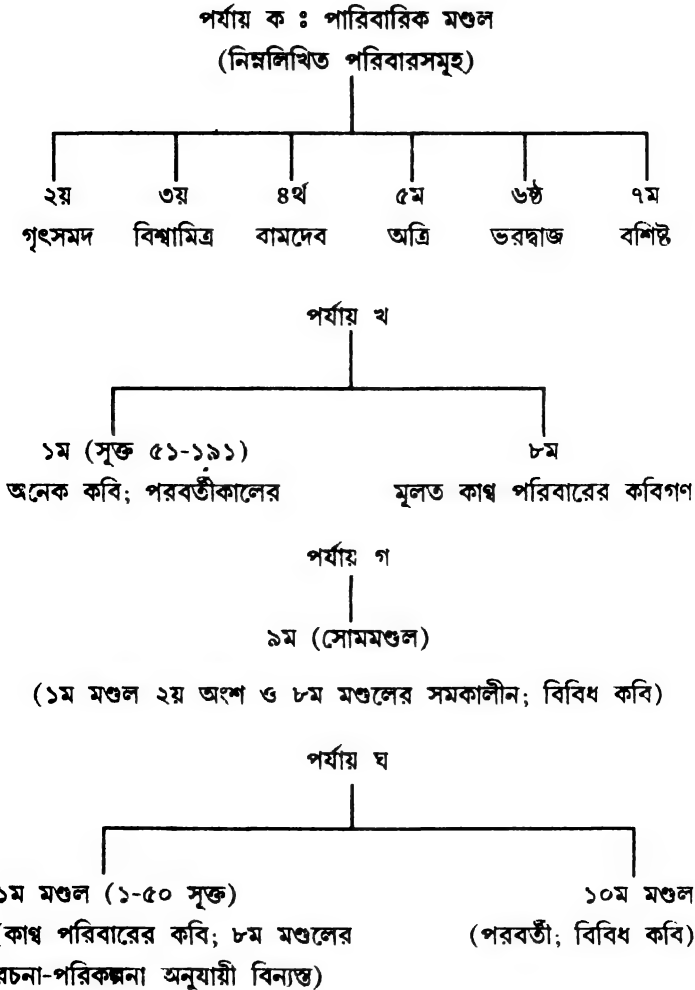 পর্যায় ক ঃ পারিবারিক মণ্ডল
(নিম্নলিখিত পরিবারসমূহ)
২য় ৩য় ৪র্থ ৫ম ৬ষ্ঠ ৭ম
গৃৎসমদ বিশ্বামিত্র বামদেব অত্রি ভরদ্বাজ বশিষ্ট
পর্যায় খ
১ম (সূক্ত ৫১-১৯১) ৮ম
অনেক কবি; পরবর্তীকালের মূলত কাণ্ব পরিবারের কবিগণ
পর্যায় গ
৯ম (সোমমণ্ডল)
(১ম মণ্ডল ২য় অংশ ও ৮ম মণ্ডলের সমকালীন; বিবিধ কবি)
পর্যায় ঘ
১ম মণ্ডল (১-৫০ সূক্ত) ১০ম মণ্ডল
(কাণ্ব পরিবারের কবি; ৮ম মণ্ডলের (পরবর্তী; বিবিধ কবি)
রচনা-পরিকল্পনা অনুযায়ী বিন্যস্ত)